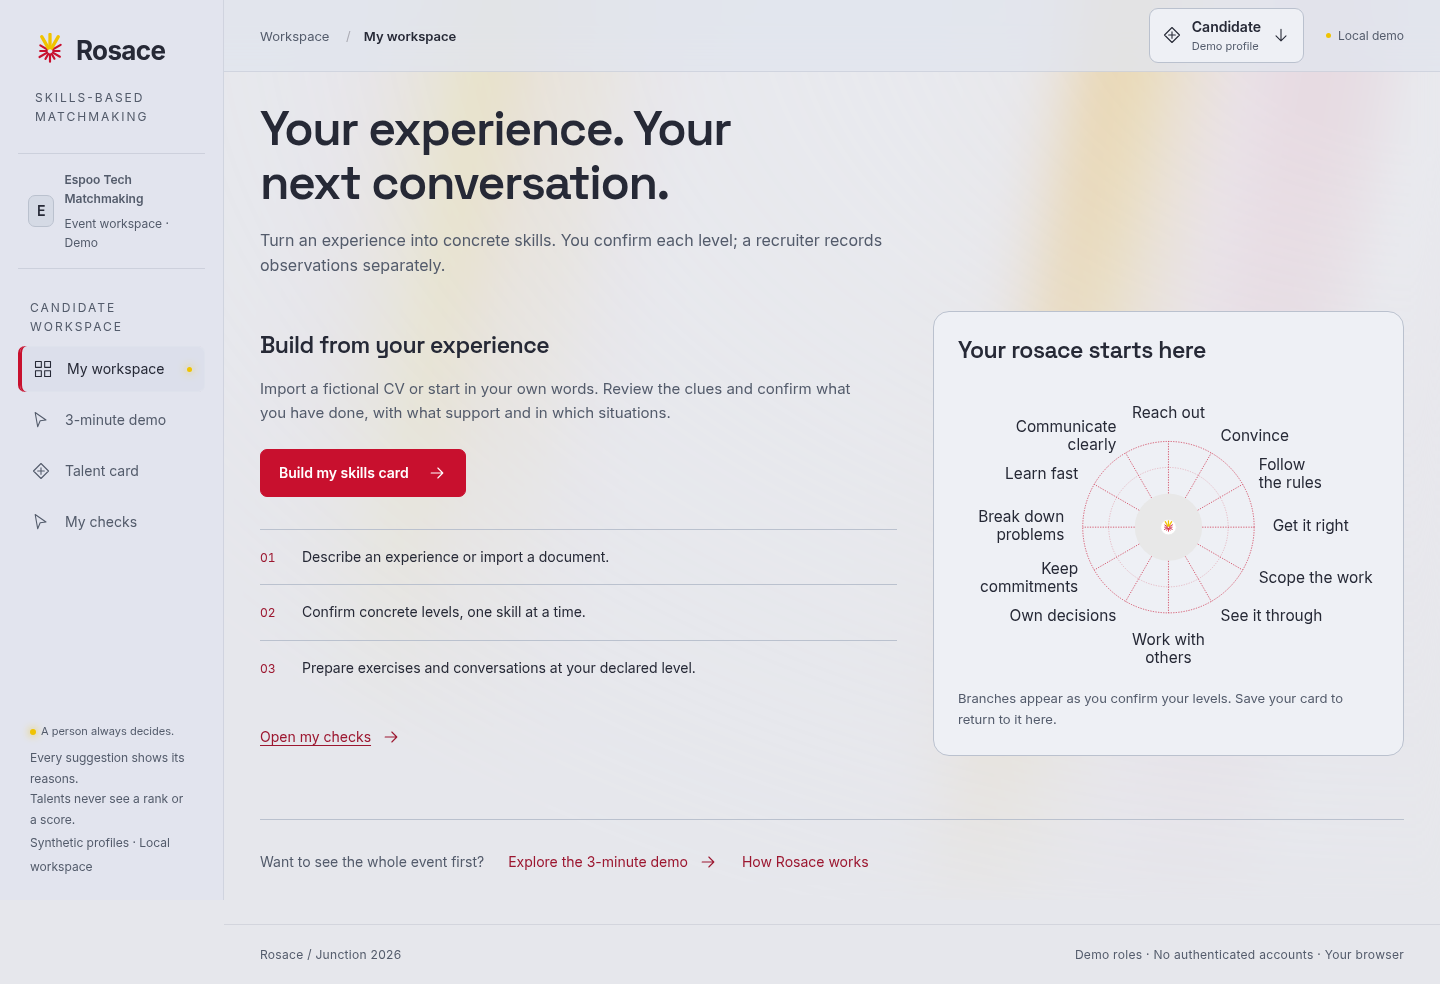 Rosace
SKILLS-BASED
MATCHMAKING
E
Espoo Tech
Matchmaking
Event workspace ·
Demo
CANDIDATE
WORKSPACE
My workspace
3-minute demo
Talent card
My checks
A person always decides.
Every suggestion shows its
reasons.
Talents never see a rank or
a score.
Synthetic profiles · Local
workspace
Workspace / My workspace
Candidate
Demo profile
Local demo
Your experience. Your
next conversation.
Turn an experience into concrete skills. You confirm each level; a recruiter records
observations separately.
Build from your experience
Import a fictional CV or start in your own words. Review the clues and confirm what
you have done, with what support and in which situations.
Build my skills card →
01 Describe an experience or import a document.
02 Confirm concrete levels, one skill at a time.
03 Prepare exercises and conversations at your declared level.
Open my checks →
Your rosace starts here
Reach out
Convince
Follow
the rules
Get it right
Scope the work
See it through
Work with
others
Own decisions
Keep
commitments
Break down
problems
Learn fast
Communicate
clearly
Branches appear as you confirm your levels. Save your card to
return to it here.
Want to see the whole event first? Explore the 3-minute demo → How Rosace works
Rosace / Junction 2026
Demo roles · No authenticated accounts · Your browser